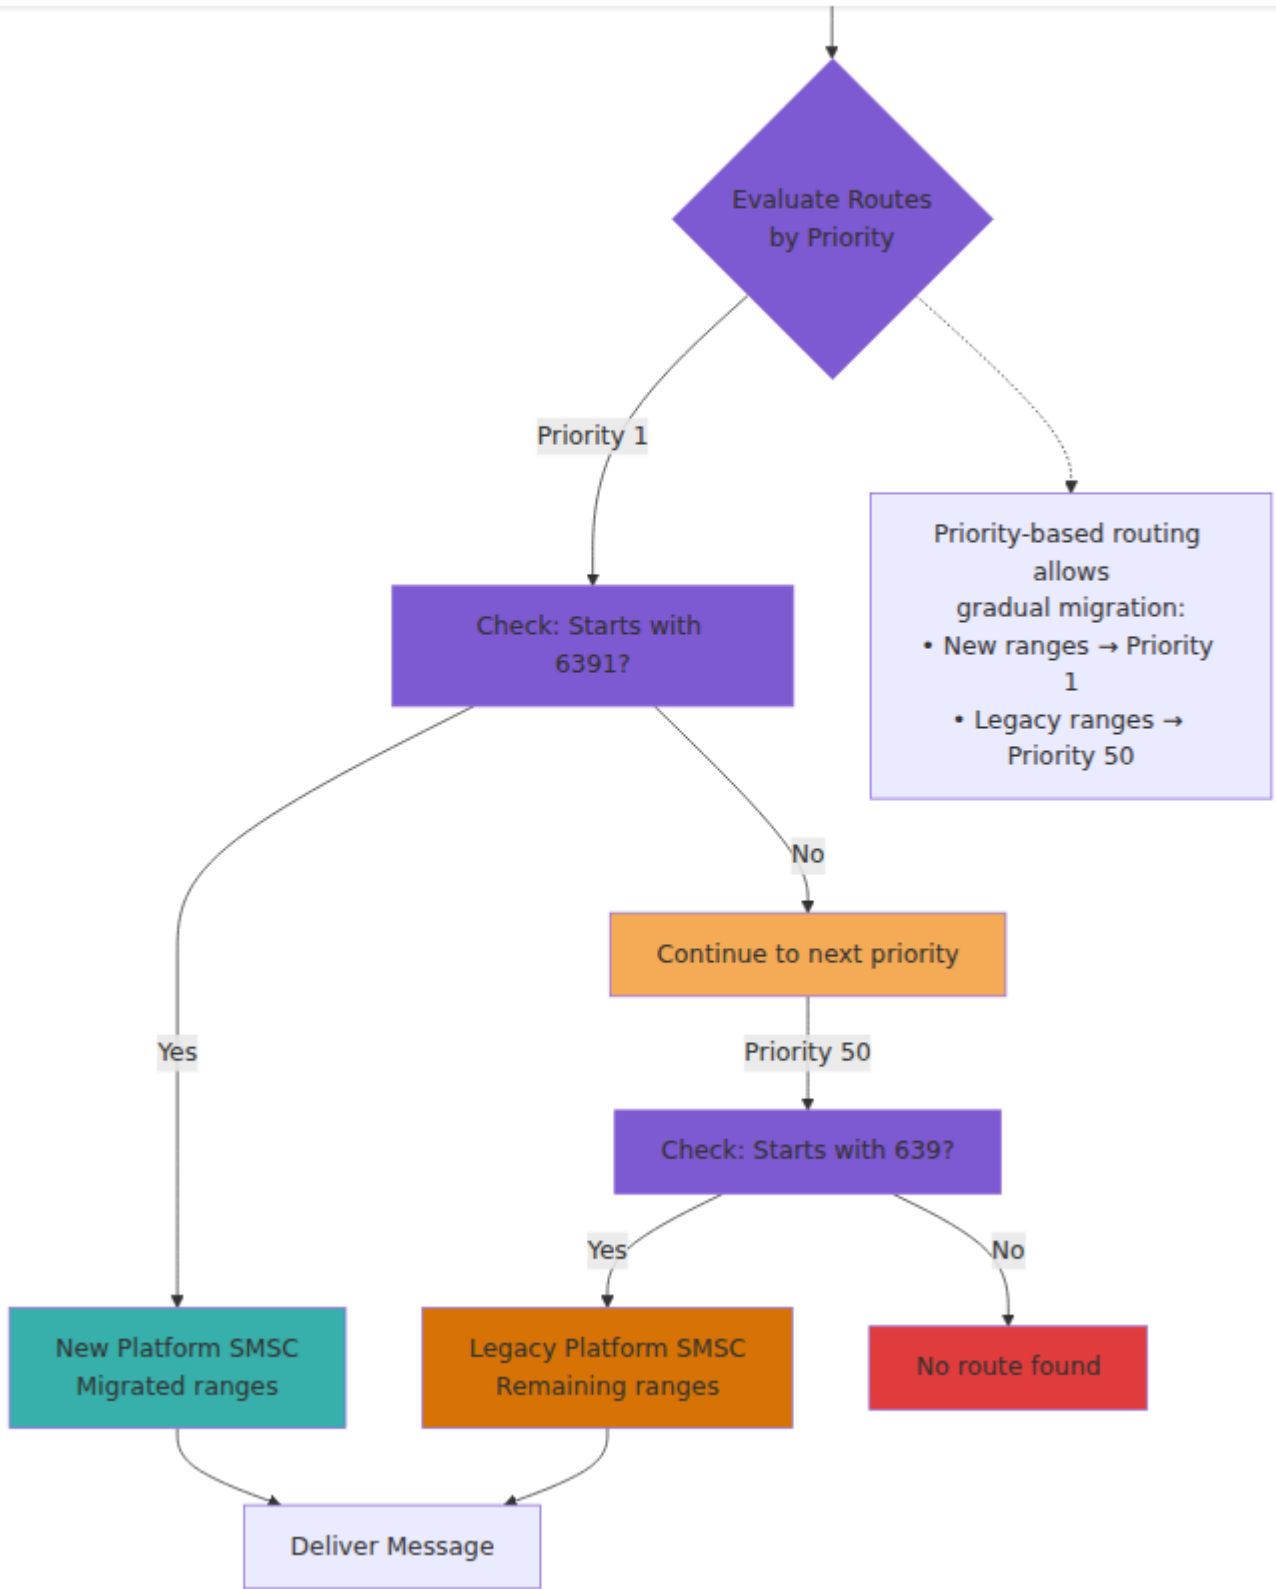 Evaluate Routes
by Priority
Priority 1
Priority-based routing
allows
gradual migration:
• New ranges → Priority
1
• Legacy ranges →
Priority 50
Check: Starts with
6391?
No
Continue to next priority
Yes
Priority 50
Check: Starts with 639?
Yes
No
New Platform SMSC
Migrated ranges
Legacy Platform SMSC
Remaining ranges
No route found
Deliver Message